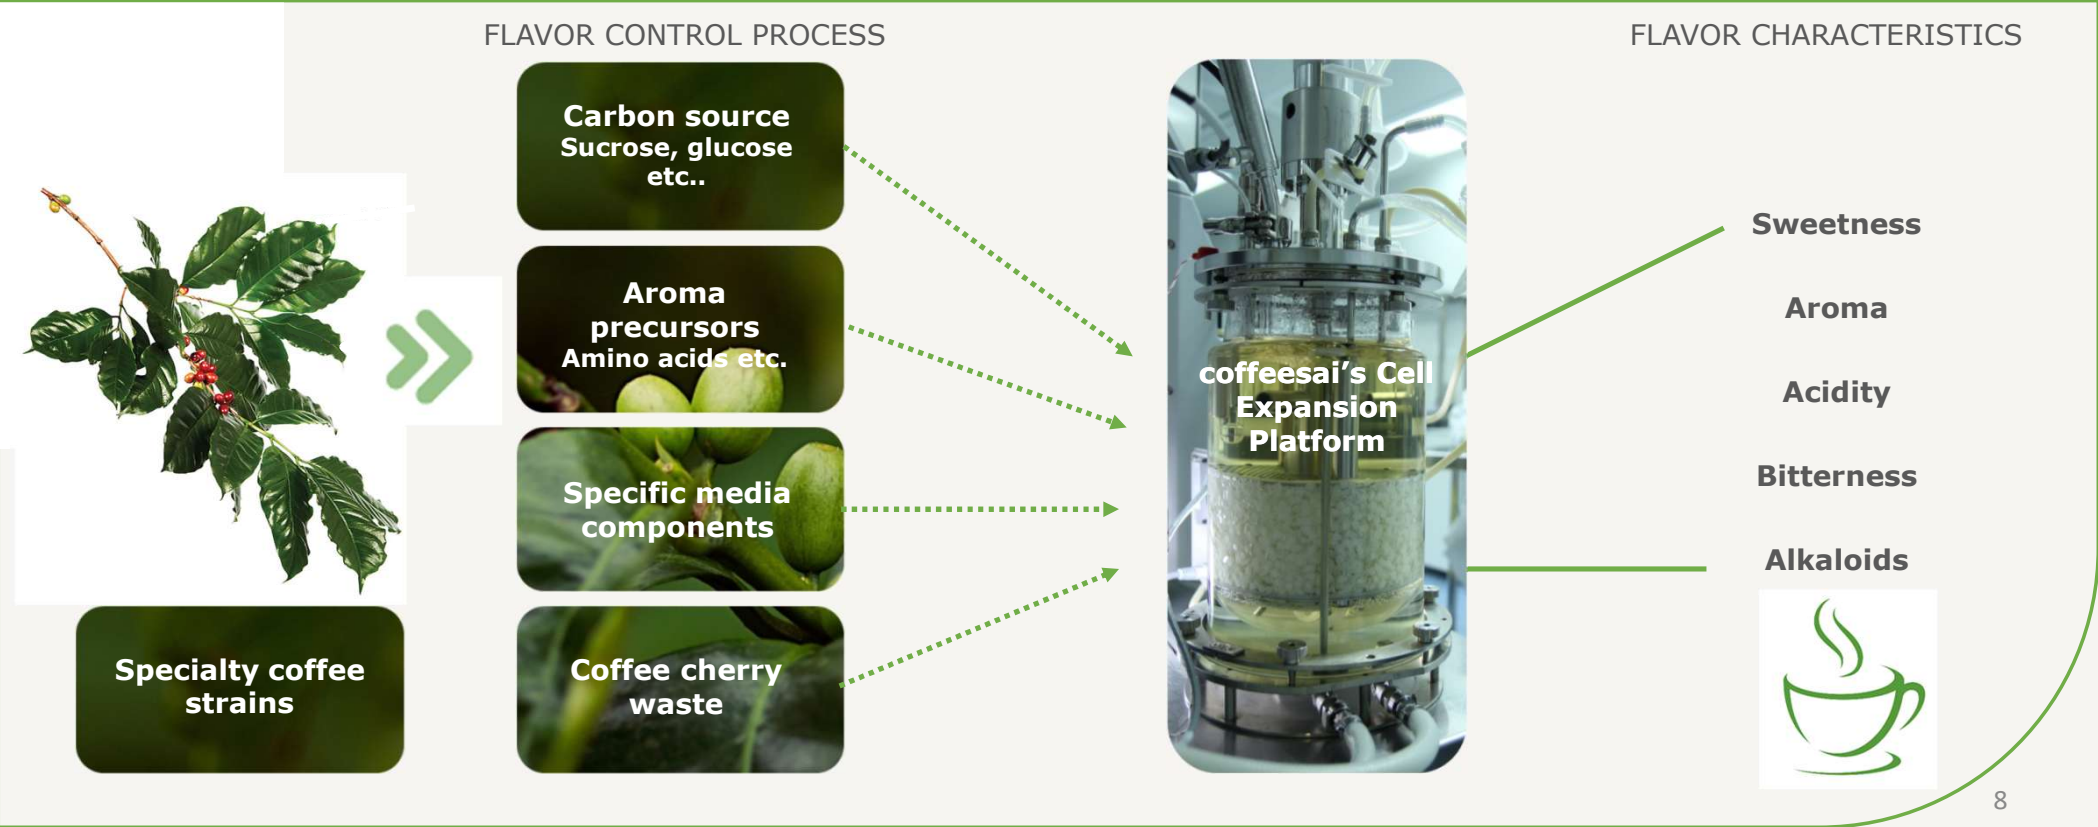 FLAVOR CONTROL PROCESS
FLAVOR CHARACTERISTICS
Carbon source
Sucrose, glucose
etc..
Aroma
precursors
Amino acids etc.
Specific media
components
Coffee cherry
waste
Specialty coffee
strains
coffeesai’s Cell
Expansion
Platform
Sweetness
Aroma
Acidity
Bitterness
Alkaloids
8